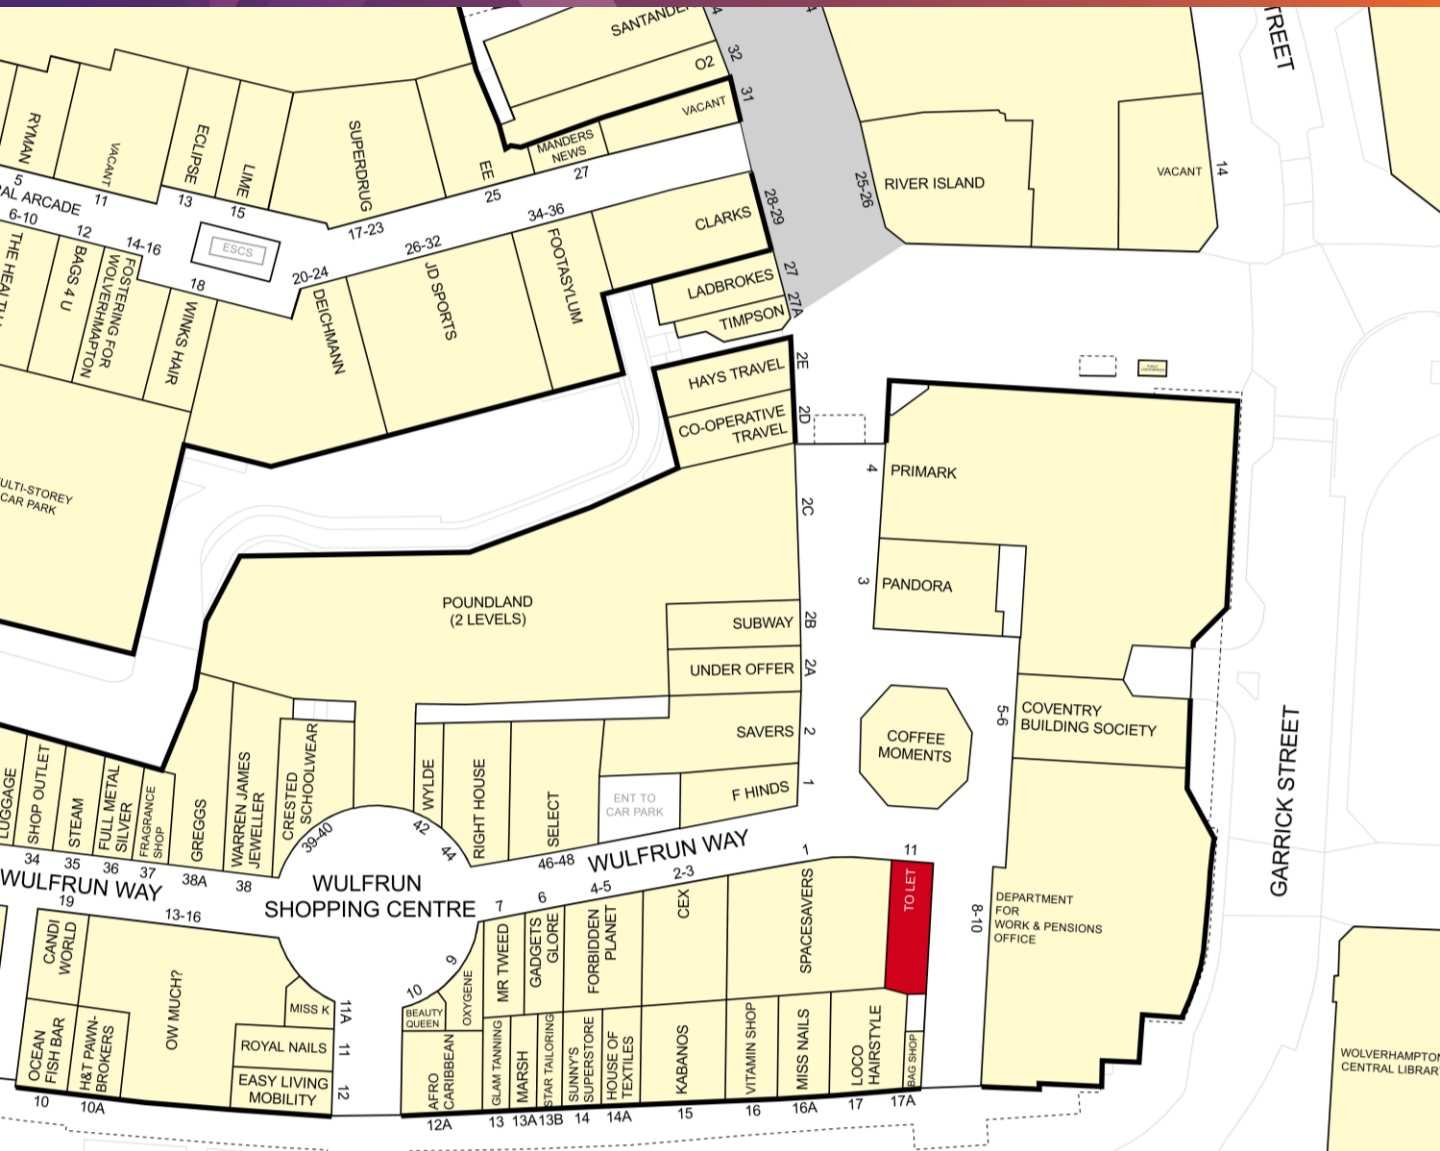 SANTANDER
O2
32
31
VACANT
MANDERS
NEWS
27
EE
25
SUPERDRUG
17-23
LIME
15
ECLIPSE
13
VACANT
11
RYMAN
5
AL ARCADE
6-10
12
14-16
ESCS
18
20-24
26-32
34-36
THE HEALTH
BAGS 4 U
FOSTERING FOR
WOLVERHMAPTON
WINKS HAIR
DEICHMANN
JD SPORTS
FOOTASYLUM
CLARKS
28-29
LADBROKES
27
TIMPSON
27A
25-26
RIVER ISLAND
VACANT
14
TREET
HAYS TRAVEL
2E
CO-OPERATIVE
TRAVEL
2D
ULTI-STOREY
CAR PARK
2C
4
PRIMARK
3
PANDORA
POUNDLAND
(2 LEVELS)
SUBWAY
2B
UNDER OFFER
2A
SAVERS
2
F HINDS
1
ENT TO
CAR PARK
COFFEE
MOMENTS
5-6
COVENTRY
BUILDING SOCIETY
GARRICK STREET
LUGGAGE
SHOP OUTLET
STEAM
FULL METAL
SILVER
FRAGRANCE
SHOP
GREGGS
WARREN JAMES
JEWELLER
CRESTED
SCHOOLWEAR
WYLDE
RIGHT HOUSE
SELECT
34
35
36
37
38A
38
39-40
42
44
46-48
WULFRUN WAY
WULFRUN WAY
WULFRUN
SHOPPING CENTRE
19
13-16
7
6
4-5
2-3
1
11
TO LET
8-10
DEPARTMENT
FOR
WORK & PENSIONS
OFFICE
CANDI
WORLD
OW MUCH?
MISS K
11A
ROYAL NAILS
11
EASY LIVING
MOBILITY
12
OCEAN
FISH BAR
H&T PAWN-
BROKERS
10
10A
9
10
BEAUTY
QUEEN
OXYGENE
MR TWEED
GADGETS
GLORE
FORBIDDEN
PLANET
CEX
SPACESAVERS
AFRO
CARIBBEAN
GLAM TANNING
MARSH
STAR TAILORING
SUNNY'S
SUPERSTORE
HOUSE OF
TEXTILES
KABANOS
VITAMIN SHOP
MISS NAILS
LOCO
HAIRSTYLE
BAG SHOP
12A
13
13A
13B
14
14A
15
16
16A
17
17A
WOLVERHAMPTON
CENTRAL LIBRAR